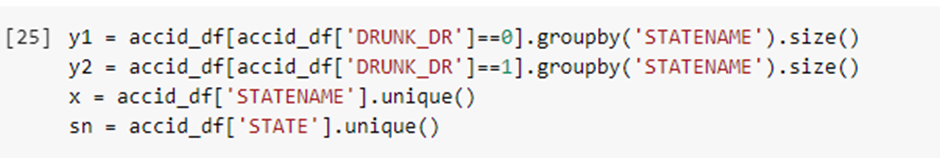 [25] y1 = accid_df[accid_df['DRUNK_DR']==0].groupby('STATENAME').size()
y2 = accid_df[accid_df['DRUNK_DR']==1].groupby('STATENAME').size()
x = accid_df['STATENAME'].unique()
sn = accid_df['STATE'].unique()